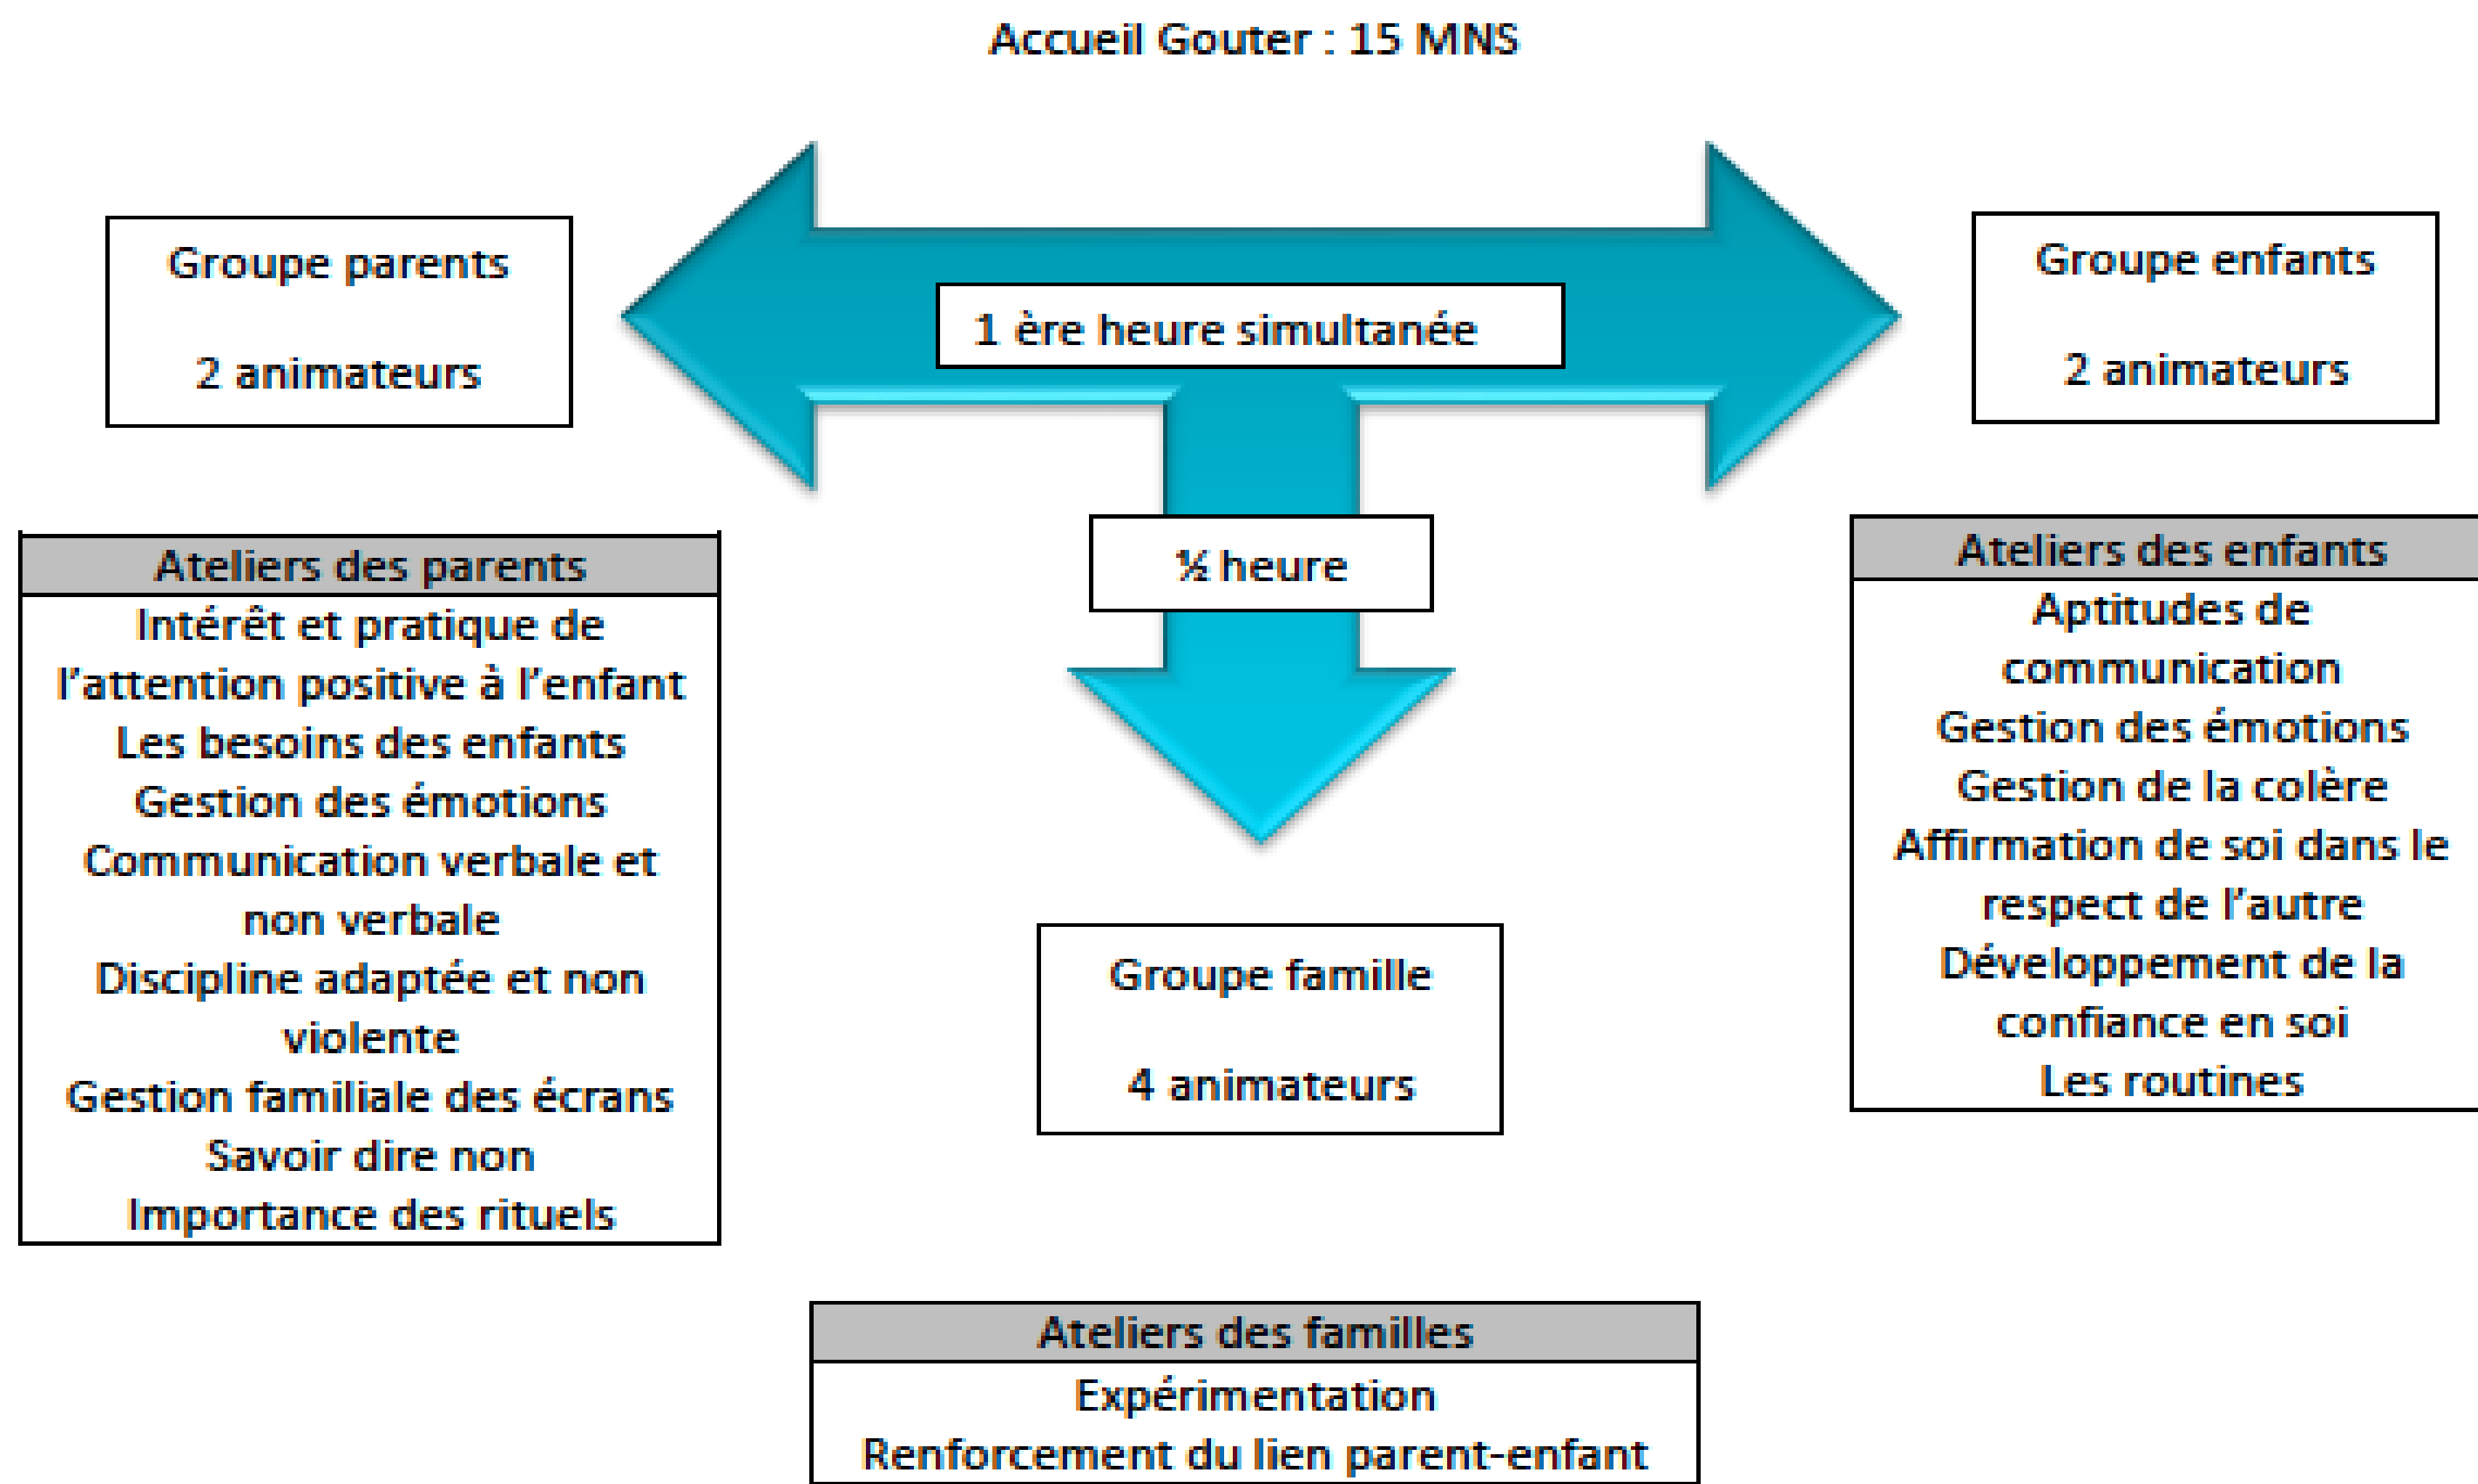 Accueil Gouter : 15 MNS
Groupe parents
2 animateurs
1 ère heure simultanée
Groupe enfants
2 animateurs
Ateliers des parents
Intérêt et pratique de
l'attention positive à l'enfant
Les besoins des enfants
Gestion des émotions
Communication verbale et
non verbale
Discipline adaptée et non
violente
Gestion familiale des écrans
Savoir dire non
Importance des rituels
½ heure
Ateliers des enfants
Aptitudes de
communication
Gestion des émotions
Gestion de la colère
Affirmation de soi dans le
respect de l'autre
Développement de la
confiance en soi
Les routines
Groupe famille
4 animateurs
Ateliers des familles
Expérimentation
Renforcement du lien parent-enfant